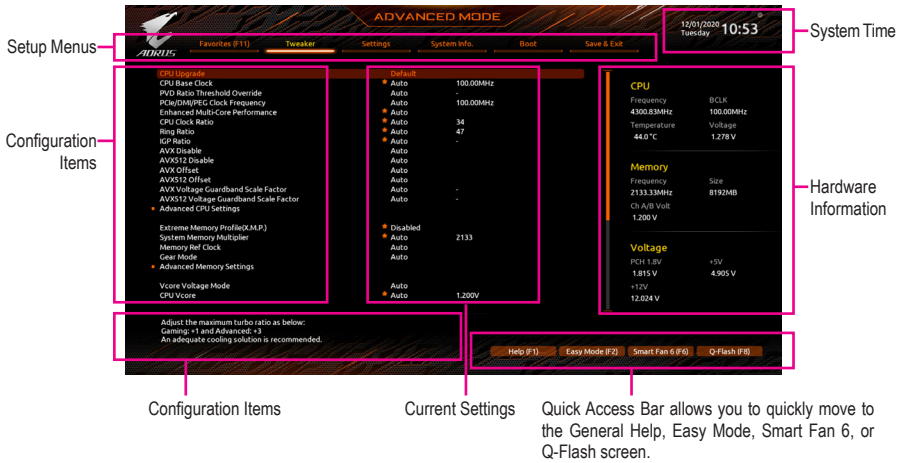 ADVANCED MODE
12/01/2020 10:53
Tuesday
System Time
Setup Menus
AORUS
Favorites (F11) Tweaker Settings System Info. Boot Save & Exit
CPU Upgrade Default
CPU Base Clock Auto 100.00MHz
PVD Ratio Threshold Override Auto -
PCIe/DMI/PEG Clock Frequency Auto 100.00MHz
Enhanced Multi-Core Performance Auto
CPU Clock Ratio Auto 34
Ring Ratio Auto 47
IGP Ratio Auto -
AVX Disable Auto
AVX512 Disable Auto
AVX Offset Auto
AVX512 Offset Auto
AVX Voltage Guardband Scale Factor Auto -
AVX512 Voltage Guardband Scale Factor Auto -
Advanced CPU Settings
Extreme Memory Profile(X.M.P.) Disabled
System Memory Multiplier Auto 2133
Memory Ref Clock Auto
Gear Mode Auto
Advanced Memory Settings
Vcore Voltage Mode Auto
CPU Vcore Auto 1.200V
Configuration
Items
CPU
Frequency BCLK
4300.83MHz 100.00MHz
Temperature Voltage
44.0 °C 1.278 V
Memory
Frequency Size
2133.33MHz 8192MB
Ch A/B Volt
1.200 V
Voltage
PCH 1.8V +5V
1.815 V 4.905 V
+12V
12.024 V
Hardware
Information
Adjust the maximum turbo ratio as below:
Gaming: +1 and Advanced: +3
An adequate cooling solution is recommended.
Help (F1) Easy Mode (F2) Smart Fan 6 (F6) Q-Flash (F8)
Configuration Items
Current Settings
Quick Access Bar allows you to quickly move to
the General Help, Easy Mode, Smart Fan 6, or
Q-Flash screen.